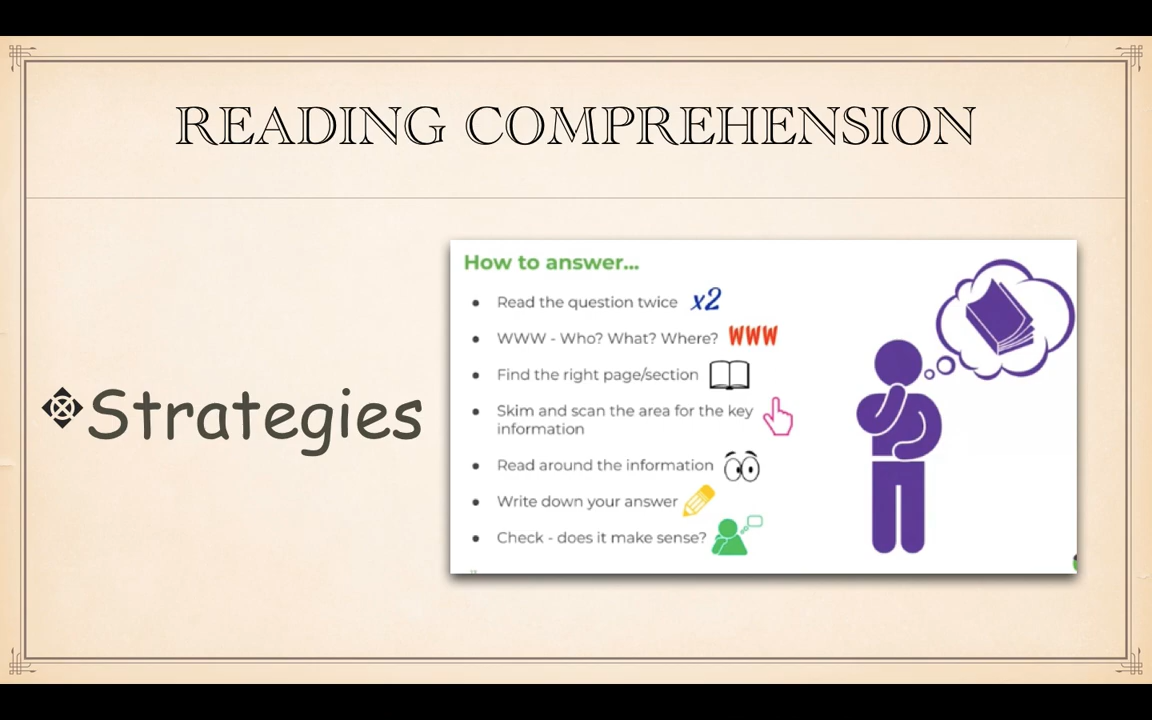 READING COMPREHENSION
Strategies
How to answer...
Read the question twice x2
WWW - Who? What? Where? WWW
Find the right page/section
Skim and scan the area for the key
information
Read around the information
Write down your answer
Check - does it make sense?